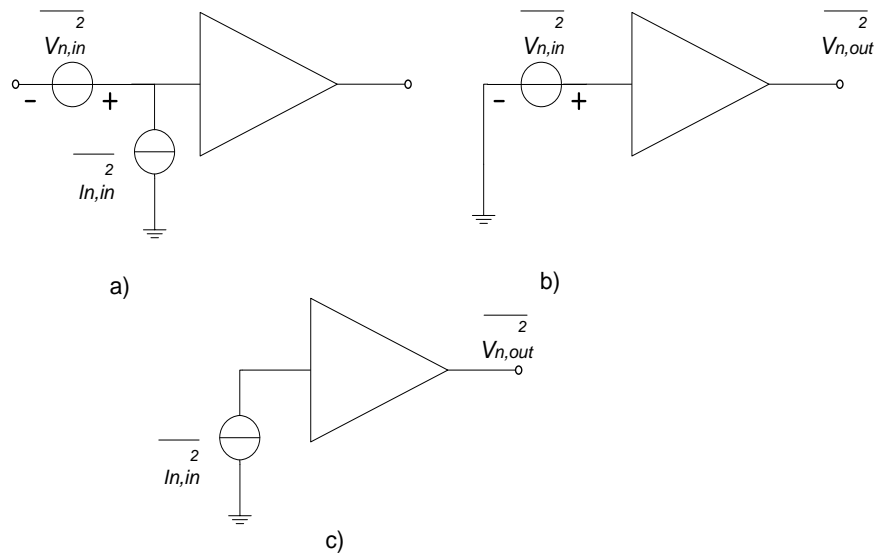 2
Vn,in
- +
2
In,in
a)
2
Vn,in
2
Vn,out
- +
b)
2
Vn,out
2
In,in
c)